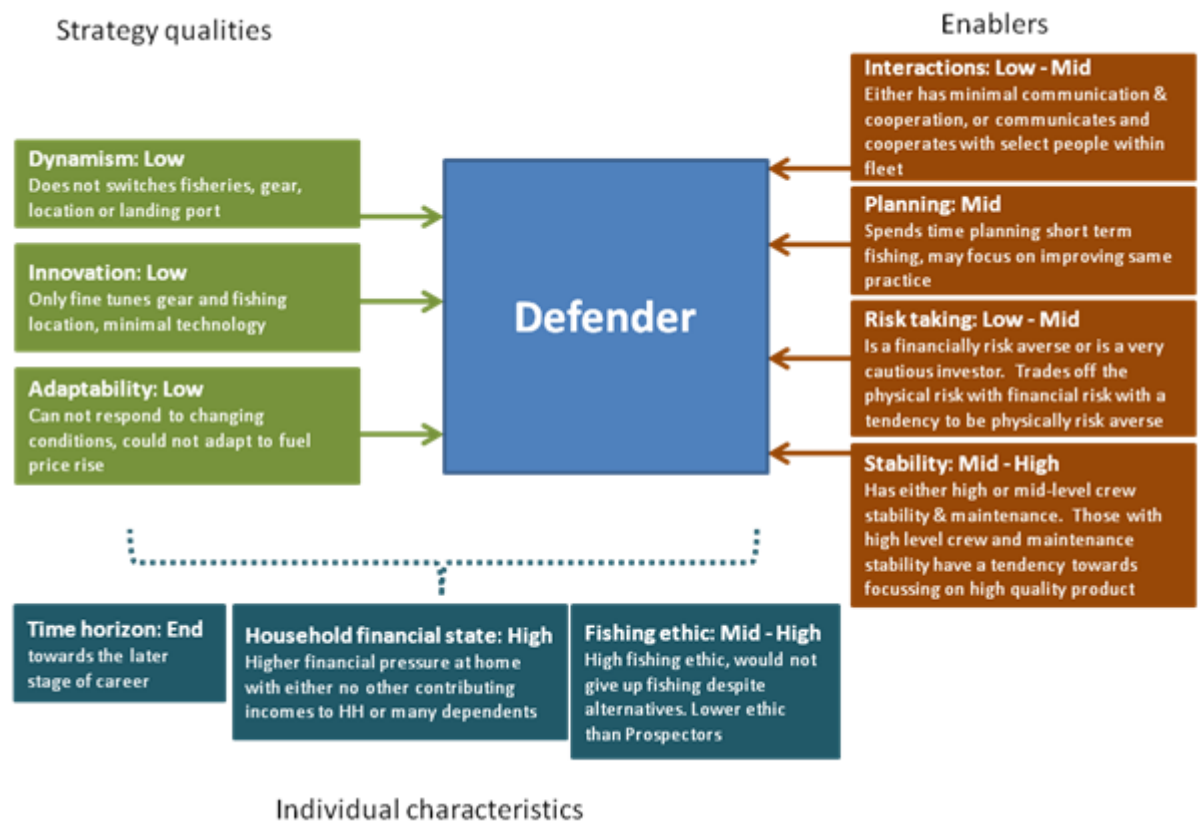 Strategy qualities
Enablers
Dynamism: Low
Does not switches fisheries, gear,
location or landing port
Innovation: Low
Only fine tunes gear and fishing
location, minimal technology
Adaptability: Low
Can not respond to changing
conditions, could not adapt to fuel
price rise
Defender
Interactions: Low - Mid
Either has minimal communication &
cooperation, or communicates and
cooperates with select people within
fleet
Planning: Mid
Spends time planning short term
fishing, may focus on improving same
practice
Risk taking: Low - Mid
Is a financially risk averse or is a very
cautious investor. Trades off the
physical risk with financial risk with a
tendency to be physically risk averse
Stability: Mid - High
Has either high or mid-level crew
stability & maintenance. Those with
high level crew and maintenance
stability have a tendency towards
focussing on high quality product
Time horizon: End
towards the later
stage of career
Household financial state: High
Higher financial pressure at home
with either no other contributing
incomes to HH or many dependents
Fishing ethic: Mid - High
High fishing ethic, would not
give up fishing despite
alternatives. Lower ethic
than Prospectors
Individual characteristics